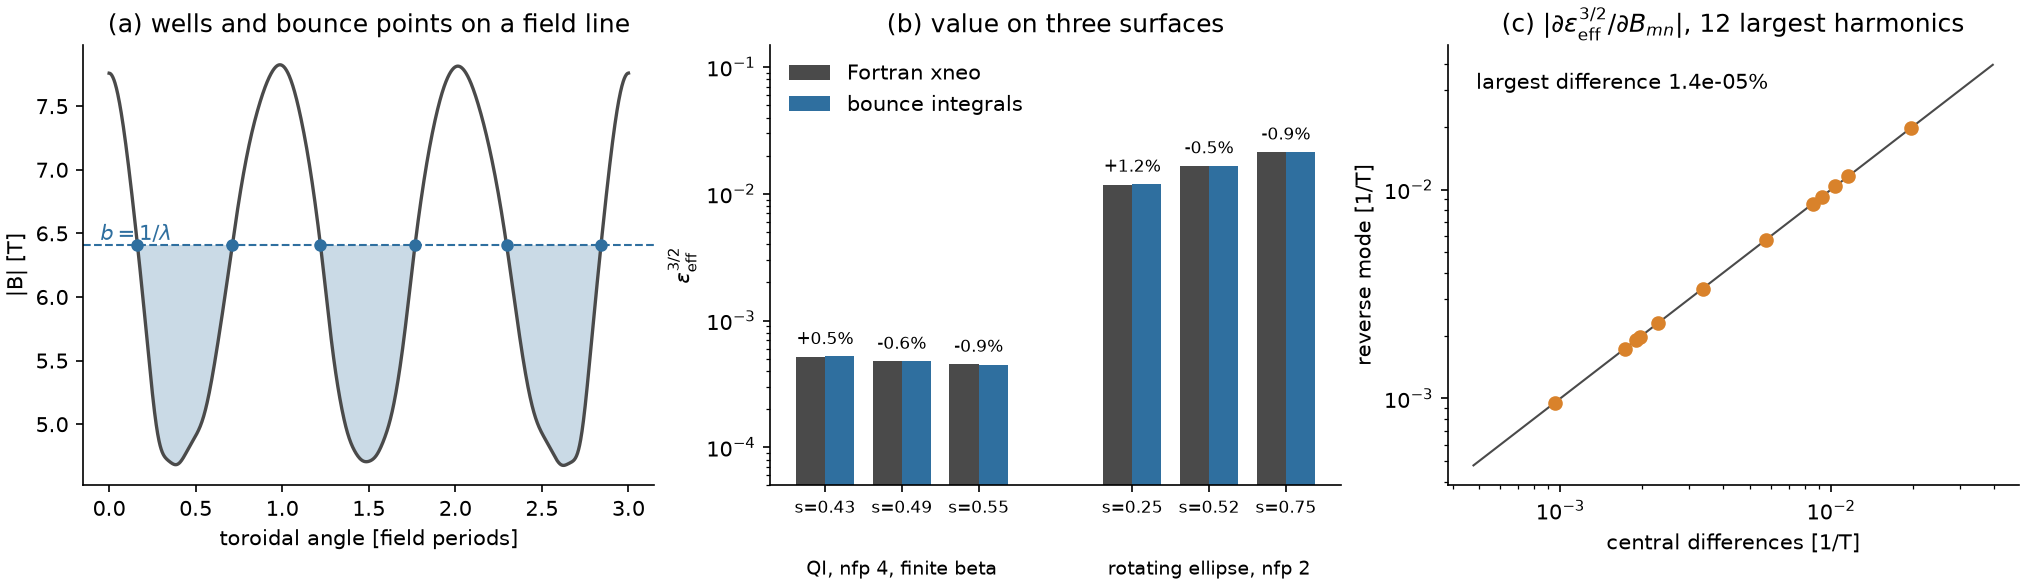 (a) wells and bounce points on a field line
|B| [T]
7.5
7.0
6.5
6.0
5.5
5.0
b = 1/λ
0.0 0.5 1.0 1.5 2.0 2.5 3.0
toroidal angle [field periods]
(b) value on three surfaces
ε_eff^{3/2}
10^{-1}
10^{-2}
10^{-3}
10^{-4}
Fortran xneo
bounce integrals
+0.5% -0.6% -0.9% +1.2% -0.5% -0.9%
s=0.43 s=0.49 s=0.55 s=0.25 s=0.52 s=0.75
QI, nfp 4, finite beta rotating ellipse, nfp 2
(c) |∂ε_eff^{3/2}/∂B_{mn}|, 12 largest harmonics
largest difference 1.4e-05%
reverse mode [1/T]
10^{-2}
10^{-3}
10^{-3} 10^{-2}
central differences [1/T]